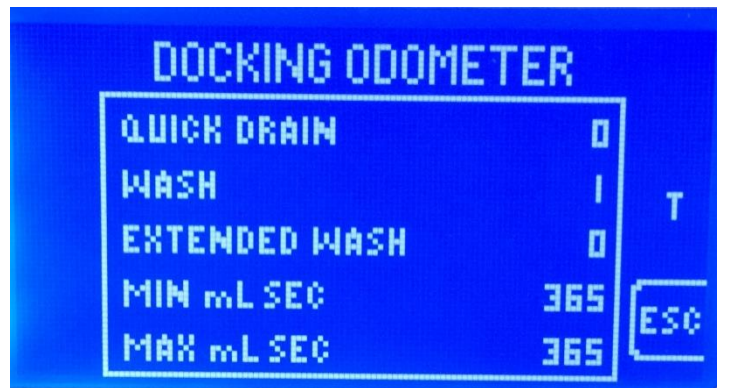 DOCKING ODOMETER
QUICK DRAIN 0
WASH 1
T
EXTENDED WASH 0
MIN mL SEC 365
ESC
MAX mL SEC 365